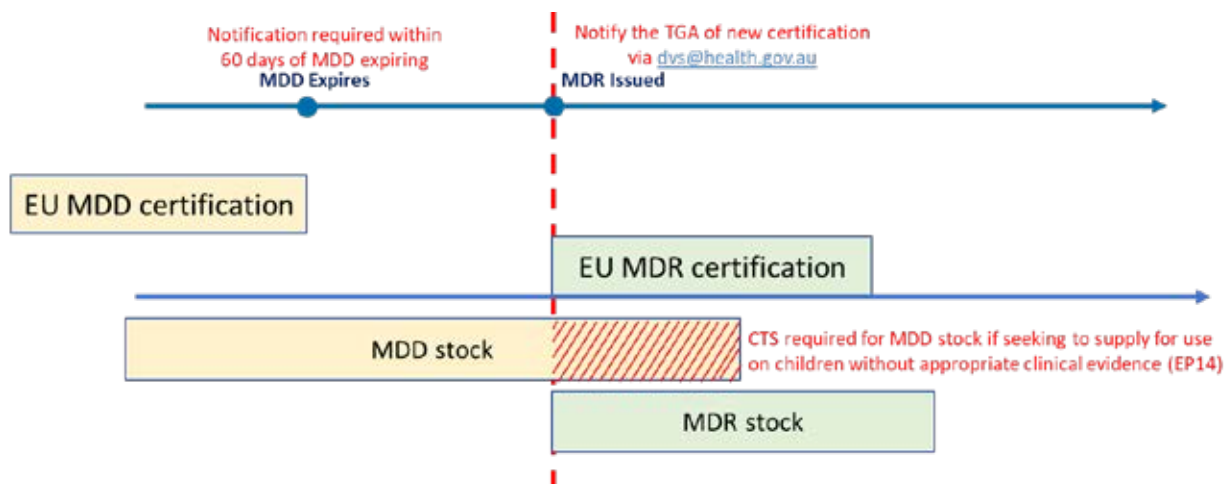 Notification required within
60 days of MDD expiring
MDD Expires
Notify the TGA of new certification
via dvs@health.gov.au
MDR Issued
EU MDD certification
EU MDR certification
MDD stock
CTS required for MDD stock if seeking to supply for use
on children without appropriate clinical evidence (EP14)
MDR stock